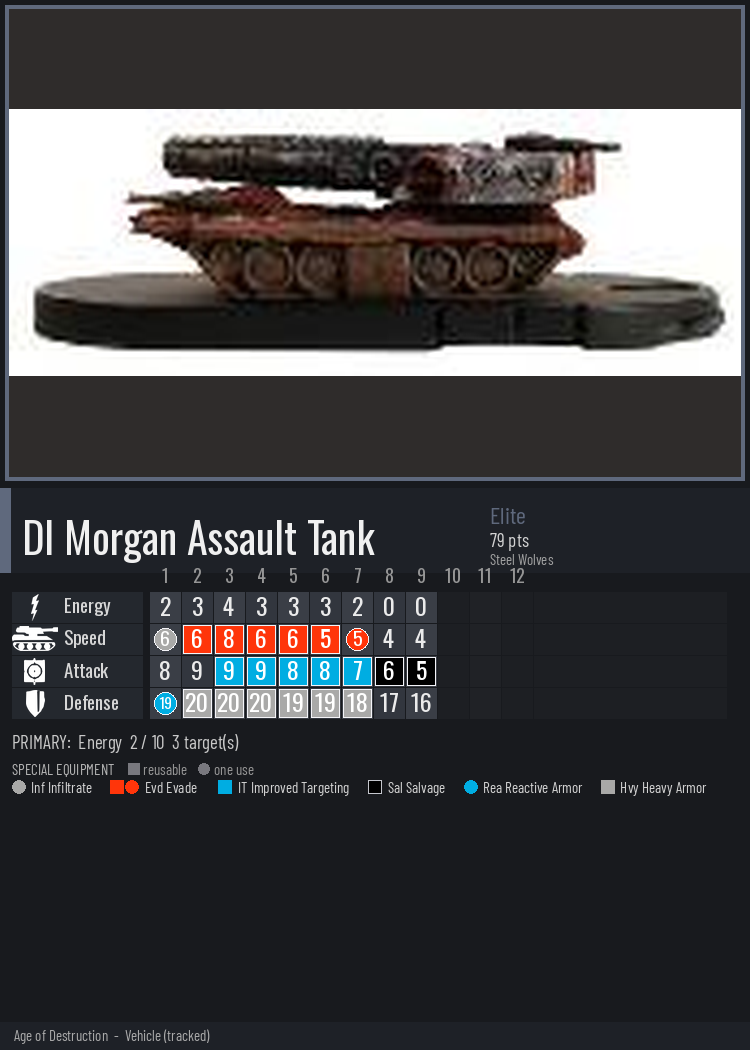 DI Morgan Assault Tank
Elite
79 pts
Steel Wolves
1 2 3 4 5 6 7 8 9 10 11 12
Energy 2 3 4 3 3 3 2 0 0
Speed 6 6 8 6 6 5 5 4 4
Attack 8 9 9 9 8 8 7 6 5
Defense 19 20 20 20 19 19 18 17 16
PRIMARY: Energy 2 / 10 3 target(s)
SPECIAL EQUIPMENT reusable one use
Inf Infiltrate Evd Evade IT Improved Targeting Sal Salvage Rea Reactive Armor Hvy Heavy Armor
Age of Destruction - Vehicle (tracked)